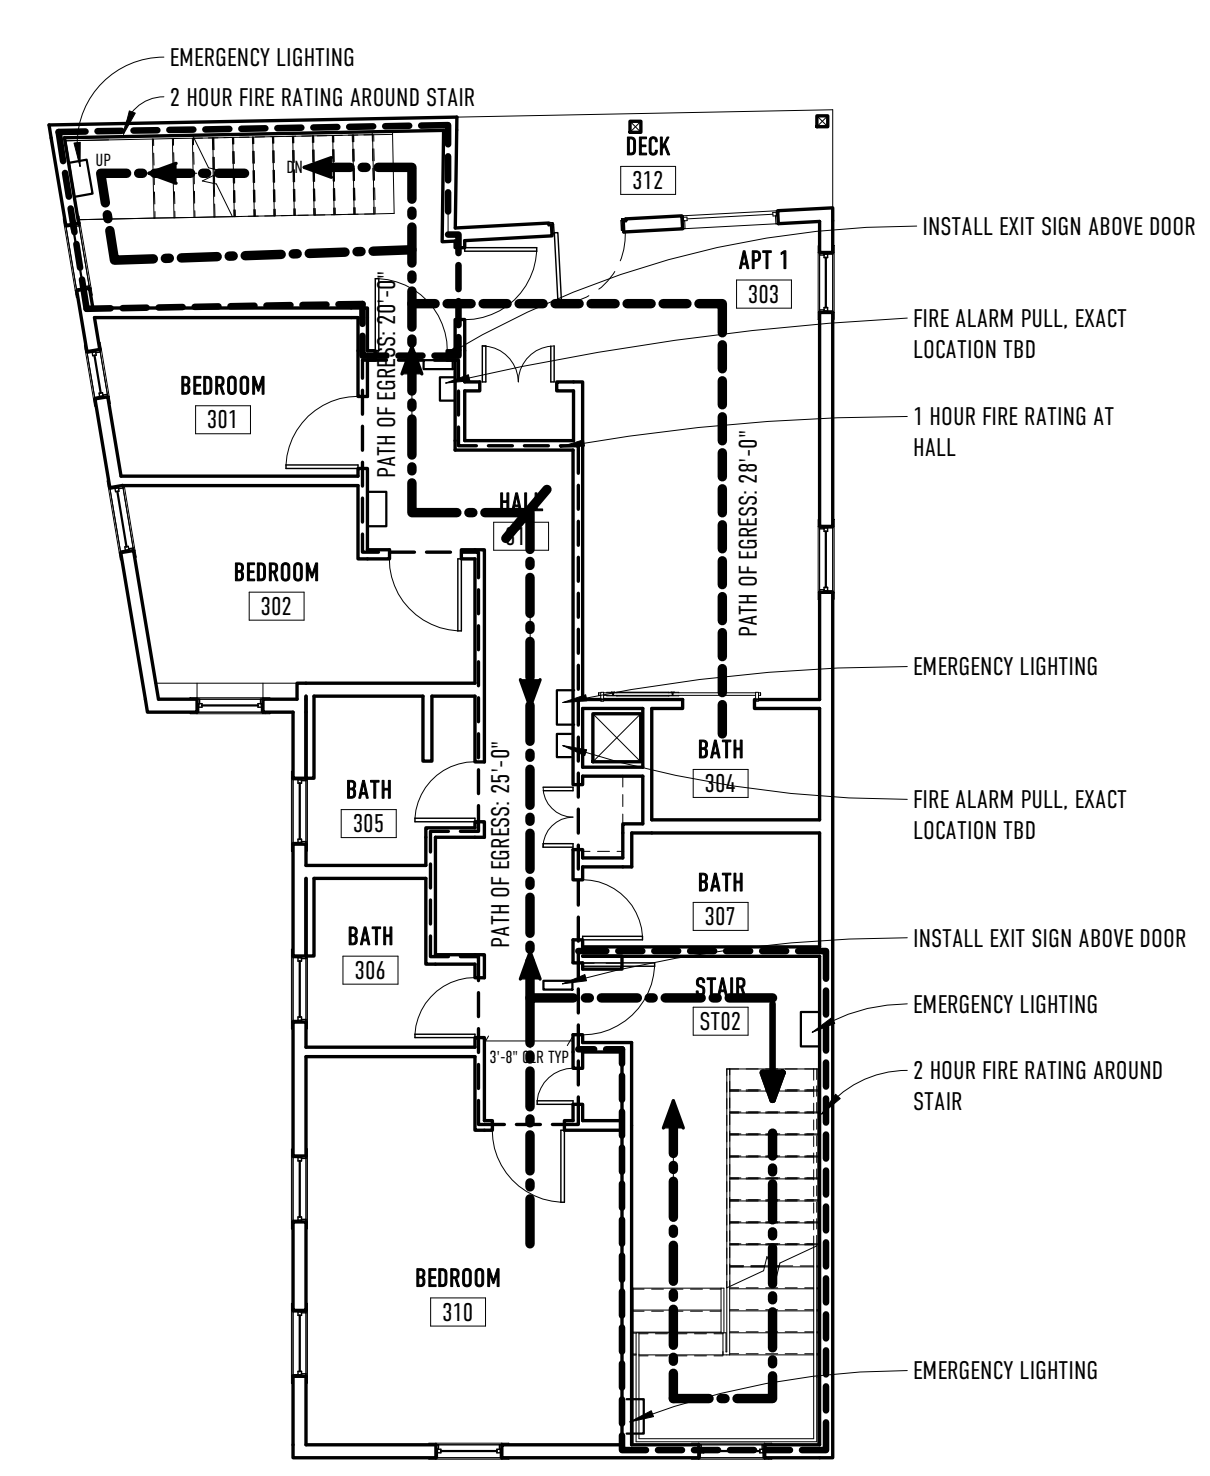 EMERGENCY LIGHTING
2 HOUR FIRE RATING AROUND STAIR
UP
DN
DECK
312
INSTALL EXIT SIGN ABOVE DOOR
APT 1
303
PATH OF EGRESS: 20'-0"
FIRE ALARM PULL, EXACT
LOCATION TBD
BEDROOM
301
1 HOUR FIRE RATING AT
HALL
PATH OF EGRESS: 28'-0"
HALL
BEDROOM
302
EMERGENCY LIGHTING
BATH
304
PATH OF EGRESS: 25'-0"
BATH
305
FIRE ALARM PULL, EXACT
LOCATION TBD
BATH
307
BATH
306
INSTALL EXIT SIGN ABOVE DOOR
STAIR
ST02
EMERGENCY LIGHTING
3'-8" CLR TYP
2 HOUR FIRE RATING AROUND
STAIR
BEDROOM
310
EMERGENCY LIGHTING